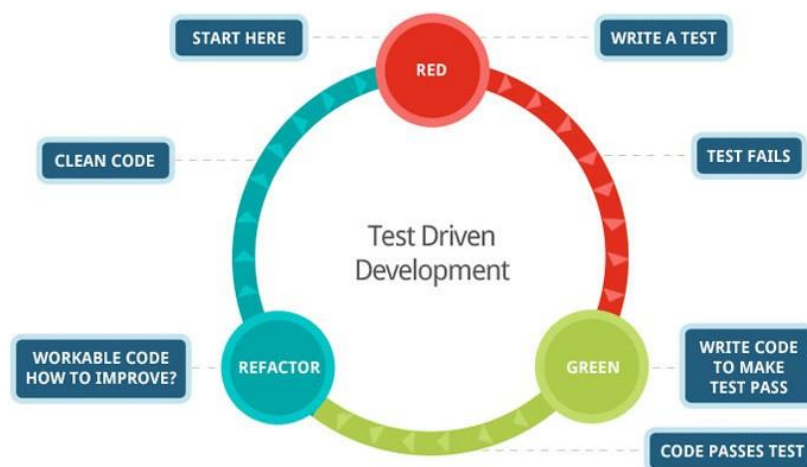 START HERE
RED
WRITE A TEST
CLEAN CODE
TEST FAILS
Test Driven
Development
WORKABLE CODE
HOW TO IMPROVE?
REFACTOR
GREEN
WRITE CODE
TO MAKE
TEST PASS
CODE PASSES TEST